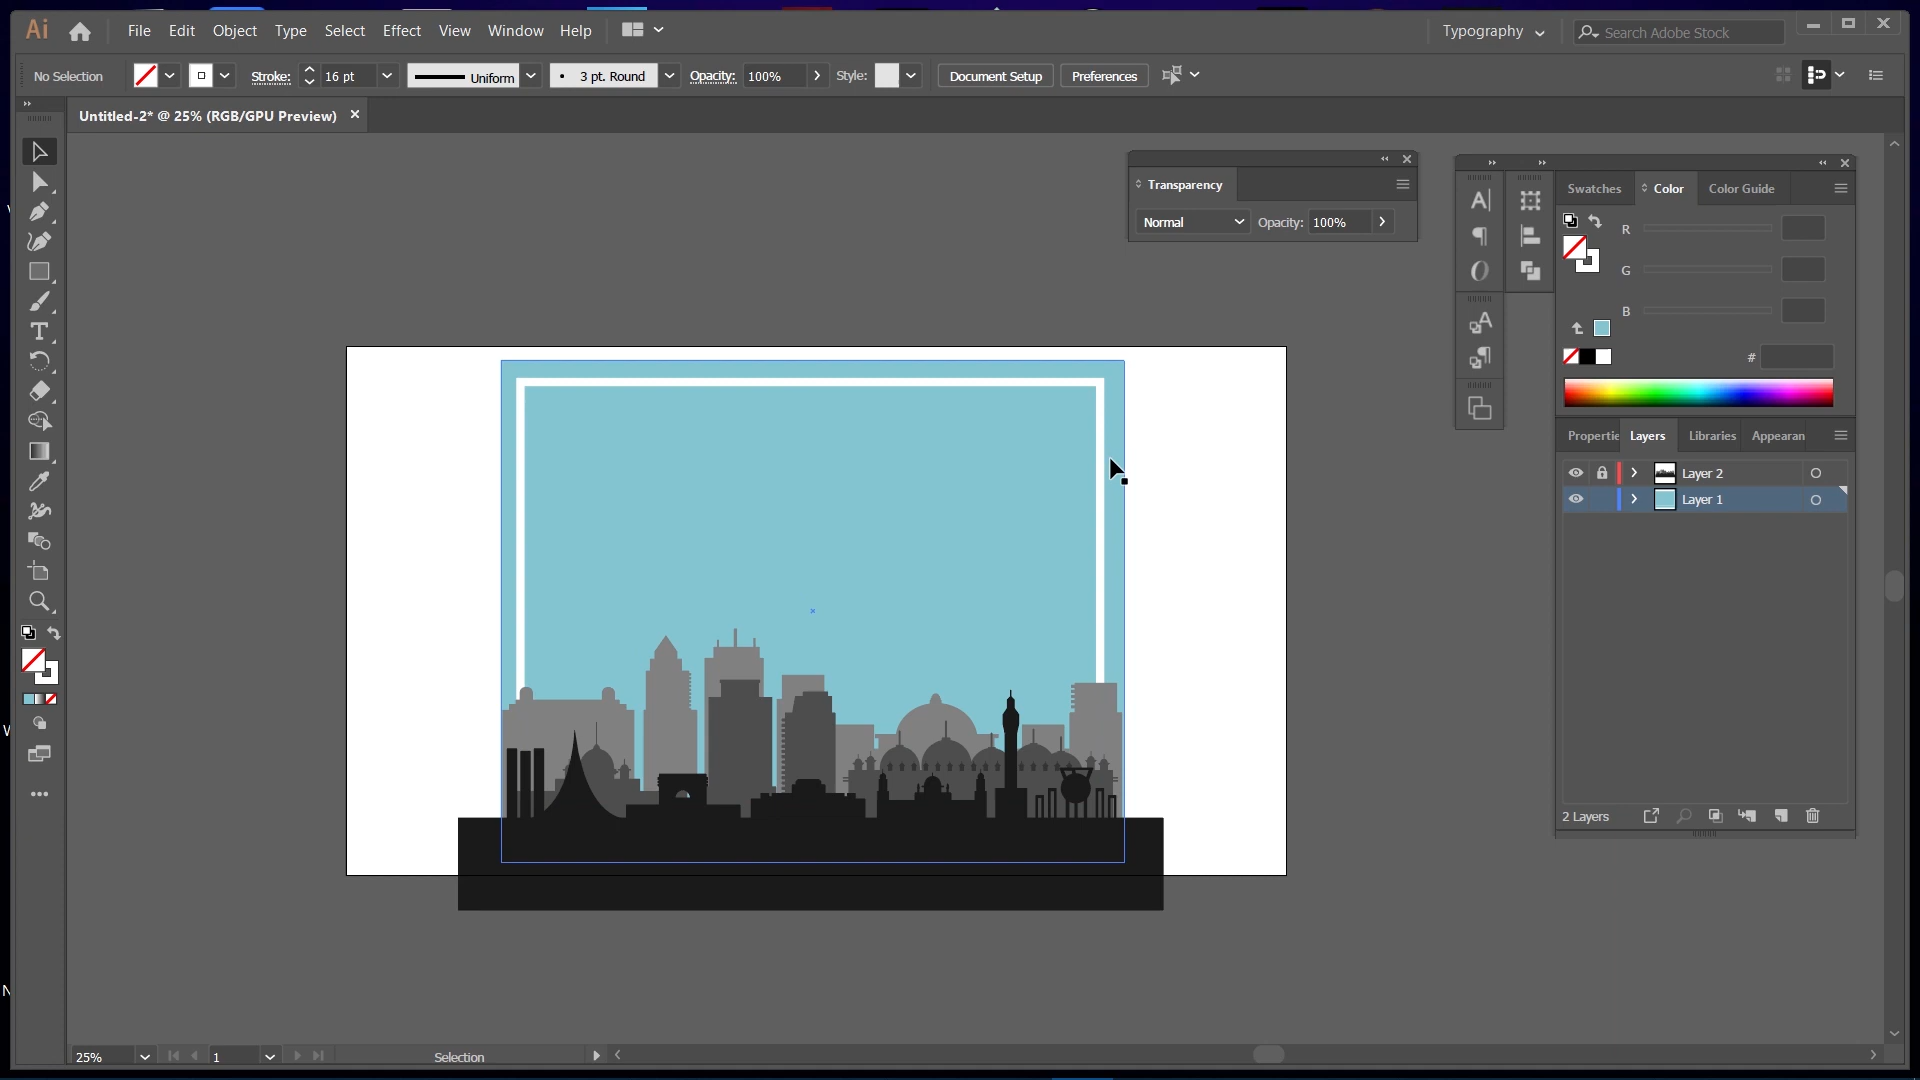 Ai File Edit Object Type Select Effect View Window Help Typography Search Adobe Stock
No Selection Stroke: 16 pt Uniform 3 pt. Round Opacity: 100% Style: Document Setup Preferences
Untitled-2* @ 25% (RGB/GPU Preview)
Transparency
Normal Opacity: 100%
Swatches Color Color Guide
R
G
B
#
Properties Layers Libraries Appearan
Layer 2
Layer 1
2 Layers
25% 1 Selection